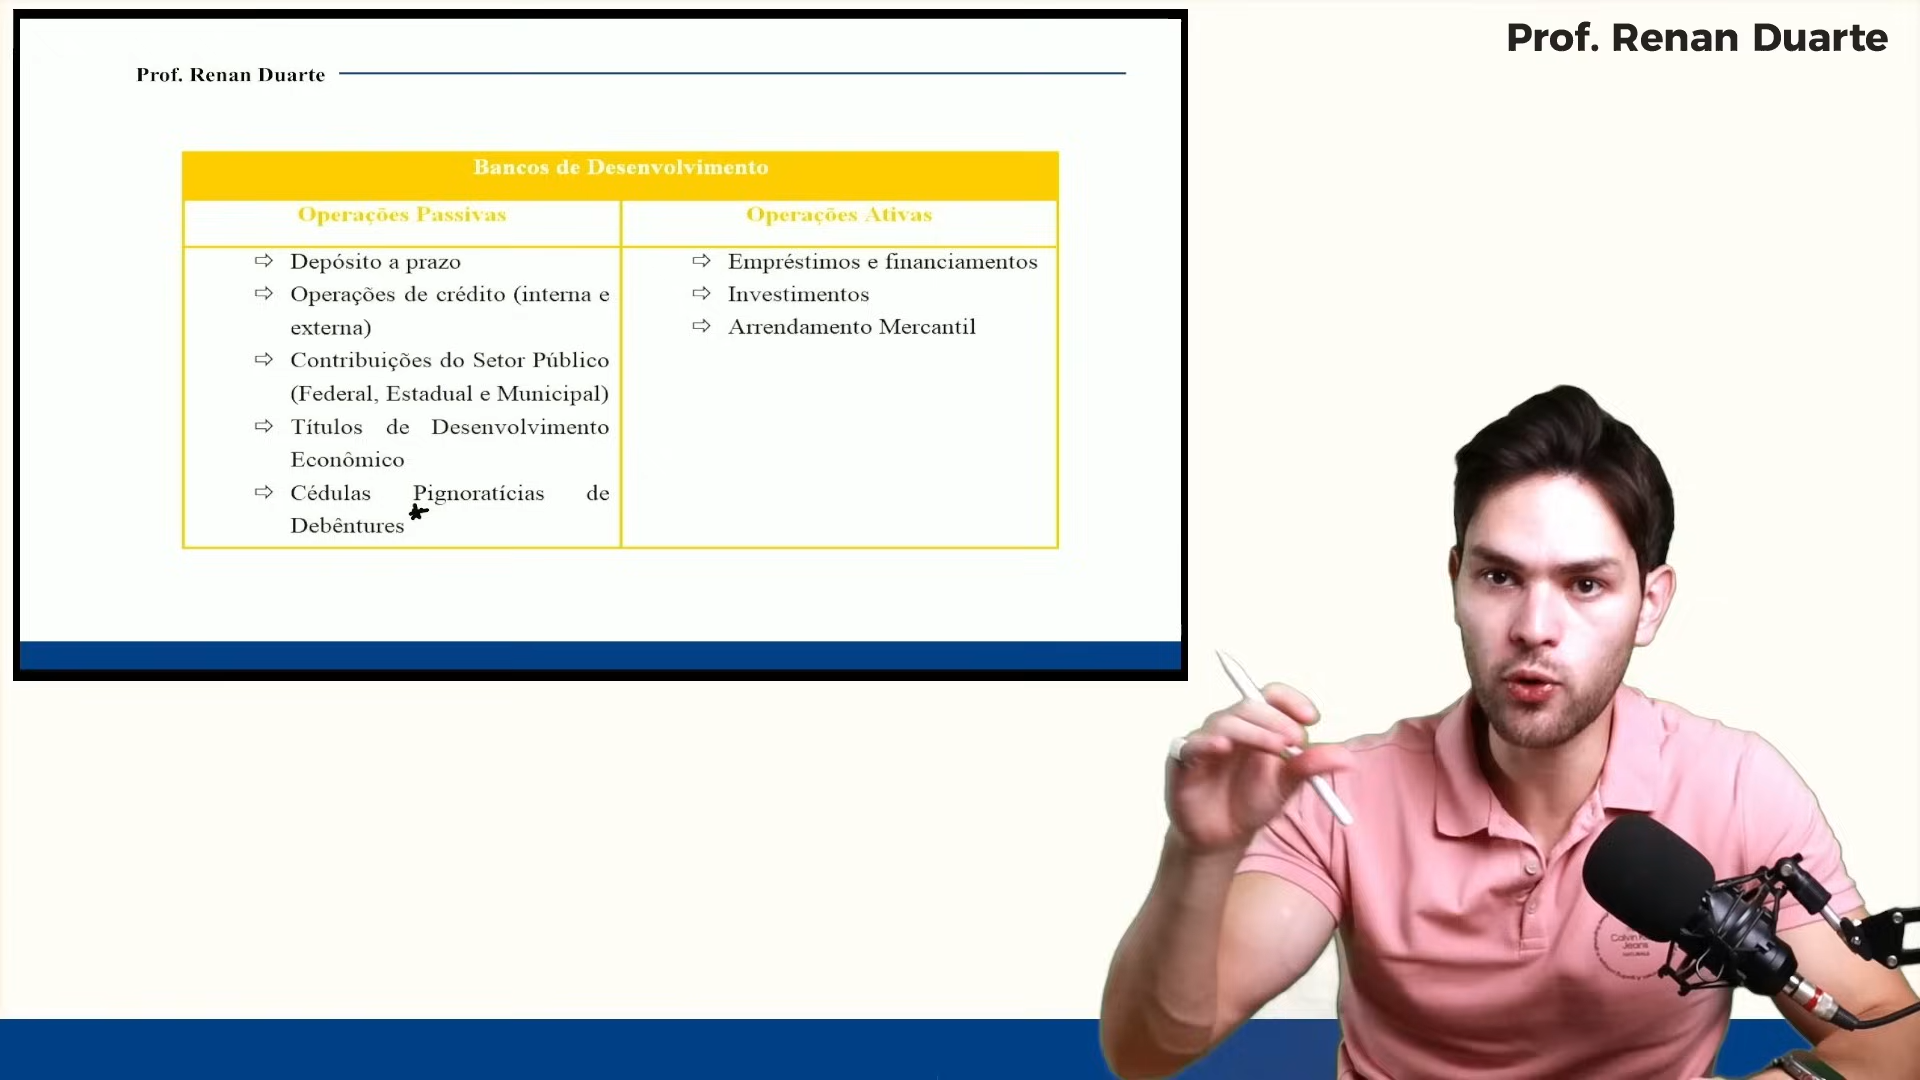 Prof. Renan Duarte
Prof. Renan Duarte
Bancos de Desenvolvimento
Operações Passivas
Operações Ativas
⇨ Depósito a prazo
⇨ Operações de crédito (interna e
externa)
⇨ Contribuições do Setor Público
(Federal, Estadual e Municipal)
⇨ Títulos de Desenvolvimento
Econômico
⇨ Cédulas Pignoratícias de
Debêntures
⇨ Empréstimos e financiamentos
⇨ Investimentos
⇨ Arrendamento Mercantil
Calvin
Jeans